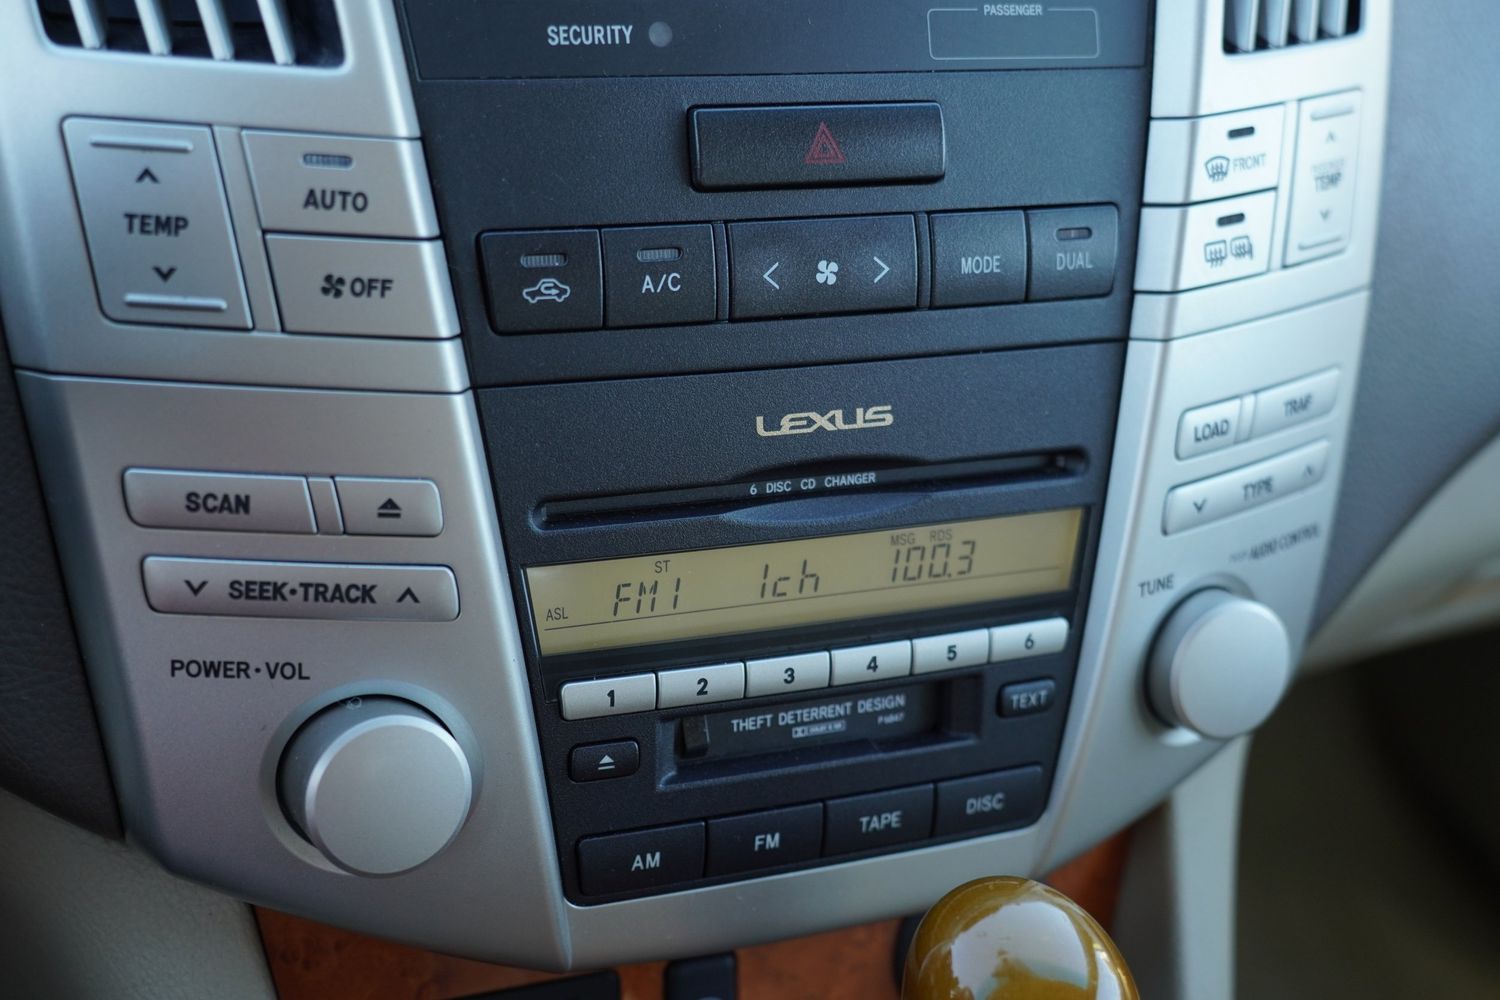 SECURITY
PASSENGER
TEMP
AUTO
OFF
A/C
MODE
DUAL
FRONT
TEMP
LEXUS
6 DISC CD CHANGER
LOAD
TYPE
SCAN
SEEK·TRACK
POWER·VOL
AUDIO CONTROL
TUNE
ST
MSG RDS
ASL FM1 1ch 100.3
1 2 3 4 5 6
THEFT DETERRENT DESIGN
TEXT
AM FM TAPE DISC